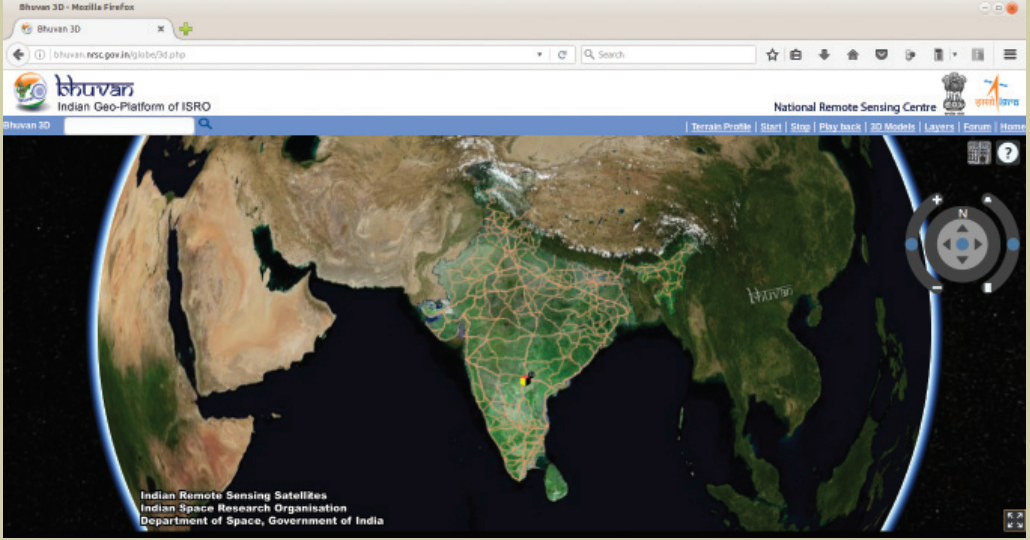 Bhuvan 3D - Mozilla Firefox
Bhuvan 3D
bhuvan.nrsc.gov.in/globe/3d.php
Search
bhuvan
Indian Geo-Platform of ISRO
National Remote Sensing Centre
इसरो isro
Bhuvan 3D
| Terrain Profile | Start | Stop | Play back | 3D Models | Layers | Forum | Home
?
N
bhuvan
Indian Remote Sensing Satellites
Indian Space Research Organisation
Department of Space, Government of India